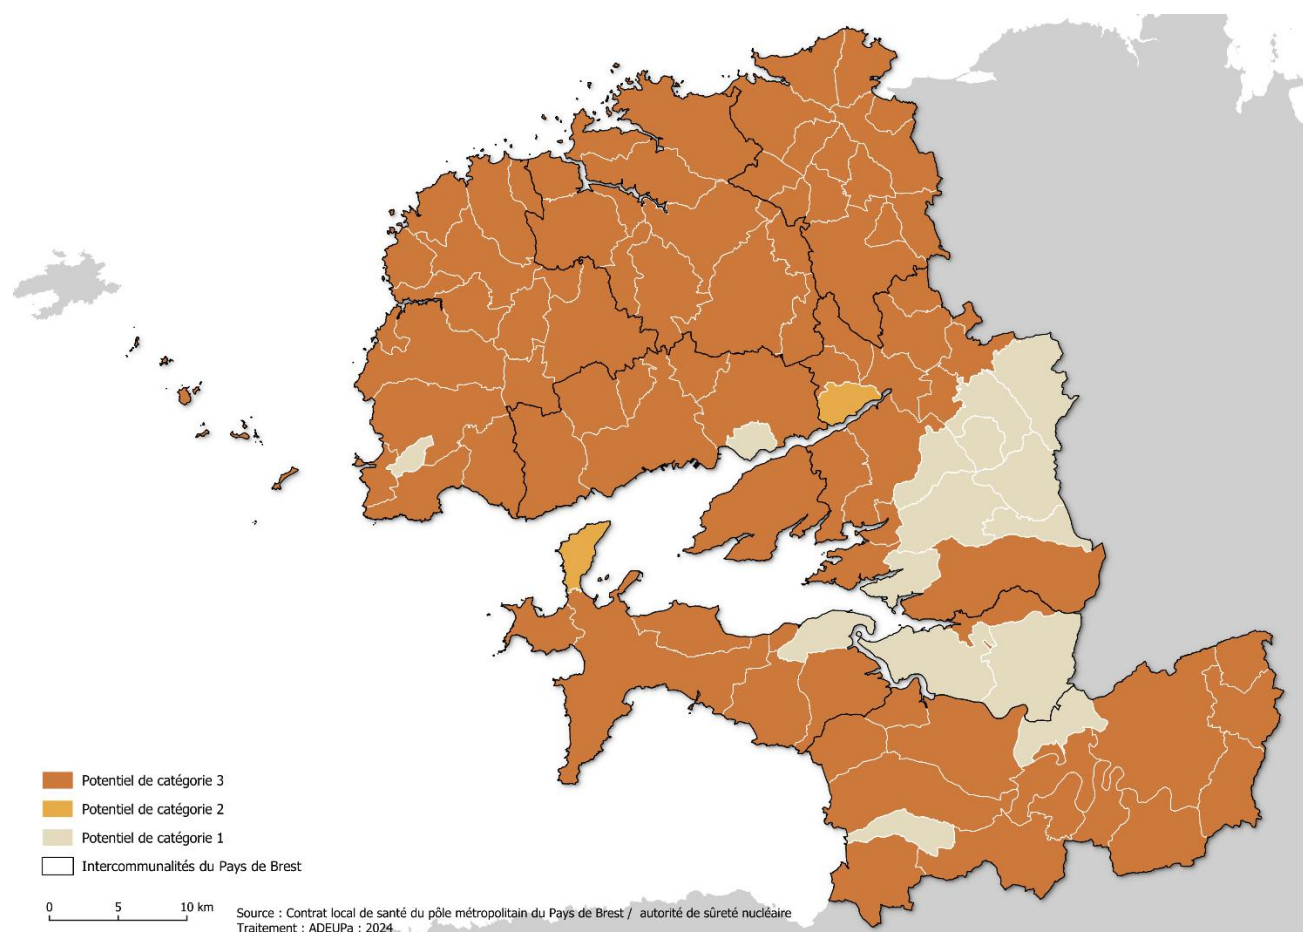 Potentiel de catégorie 3
Potentiel de catégorie 2
Potentiel de catégorie 1
Intercommunalités du Pays de Brest
0 5 10 km
Source : Contrat local de santé du pôle métropolitain du Pays de Brest / autorité de sûreté nucléaire
Traitement : ADEUPa : 2024